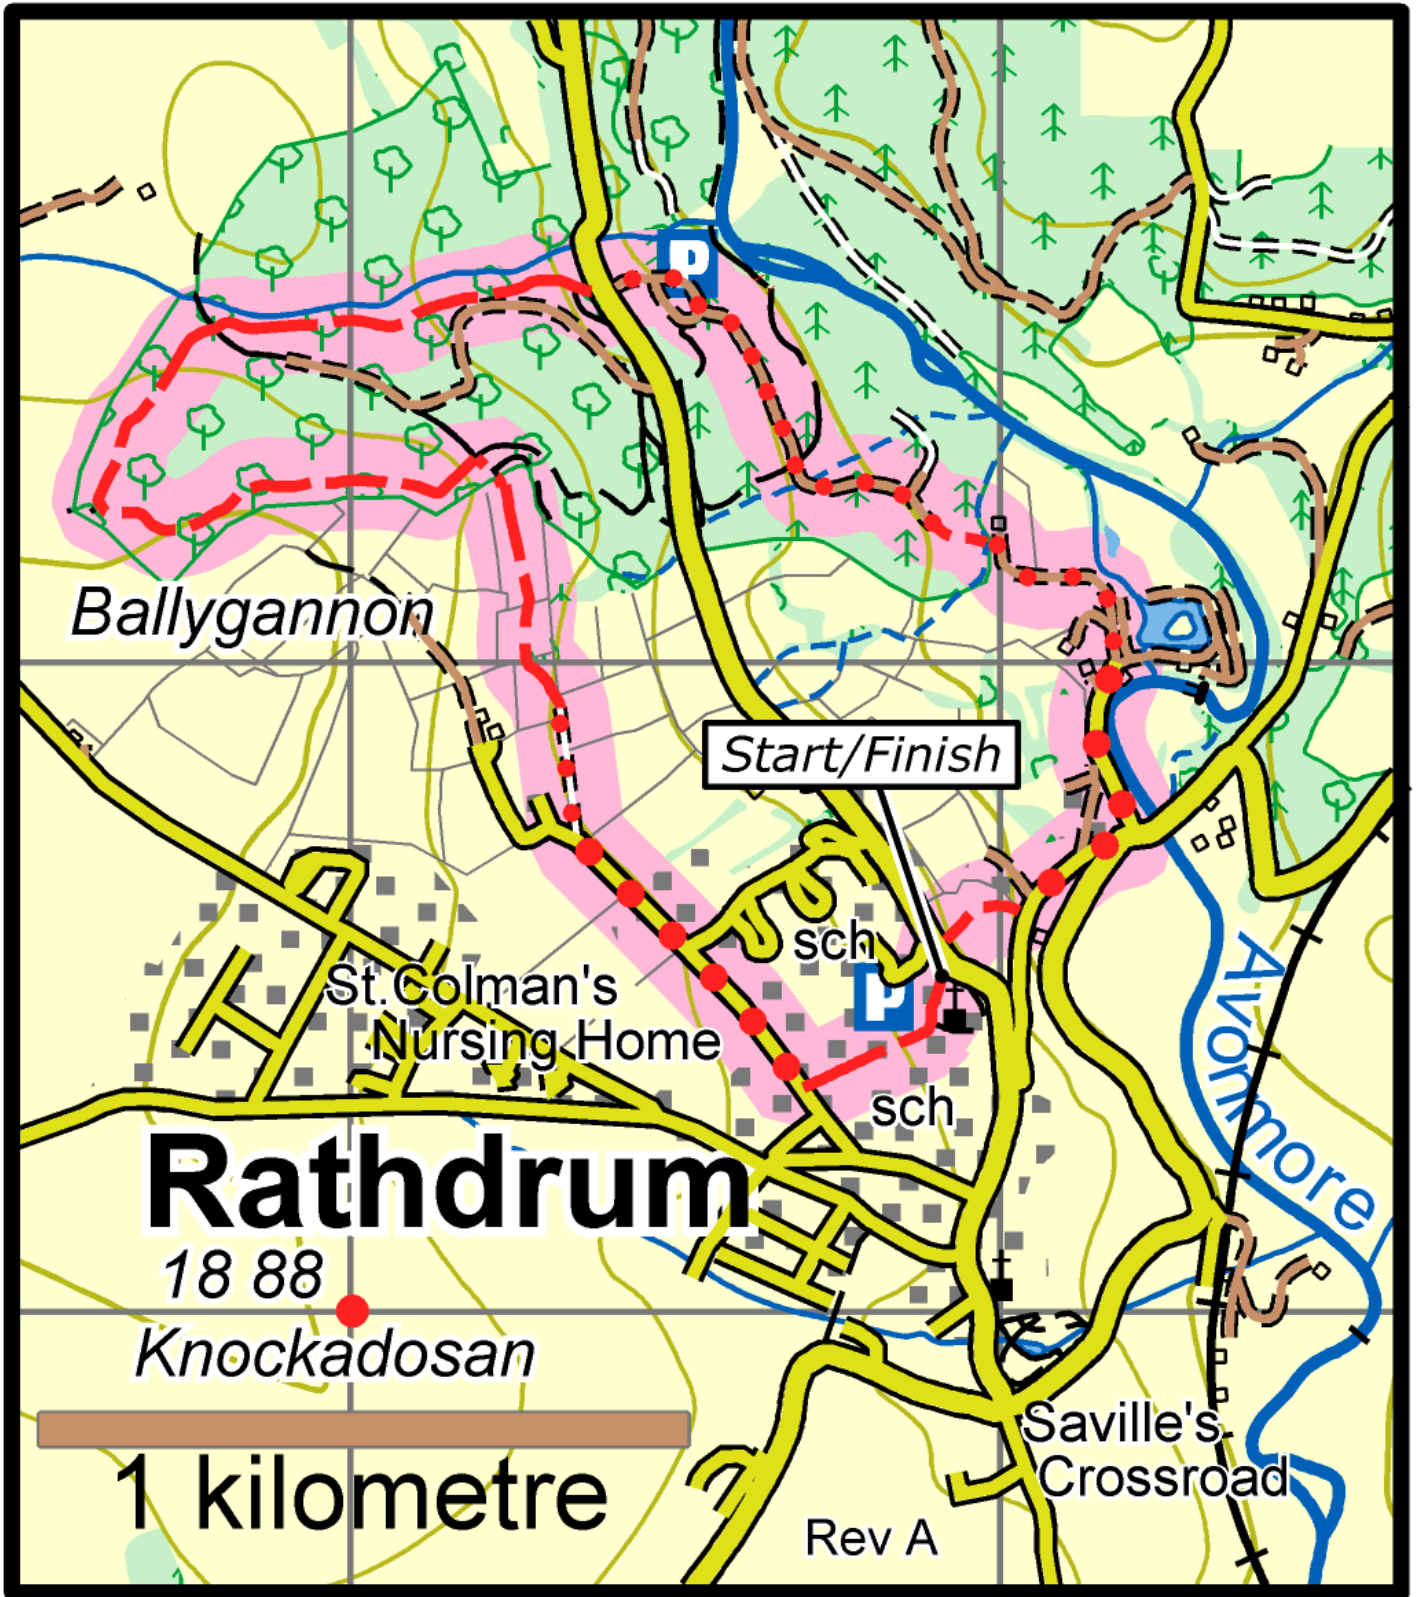 P
Ballygannon
Start/Finish
sch
P
St.Colman's
Nursing Home
sch
Avonmore
Rathdrum
18 88
Knockadosan
1 kilometre
Saville's
Crossroad
Rev A